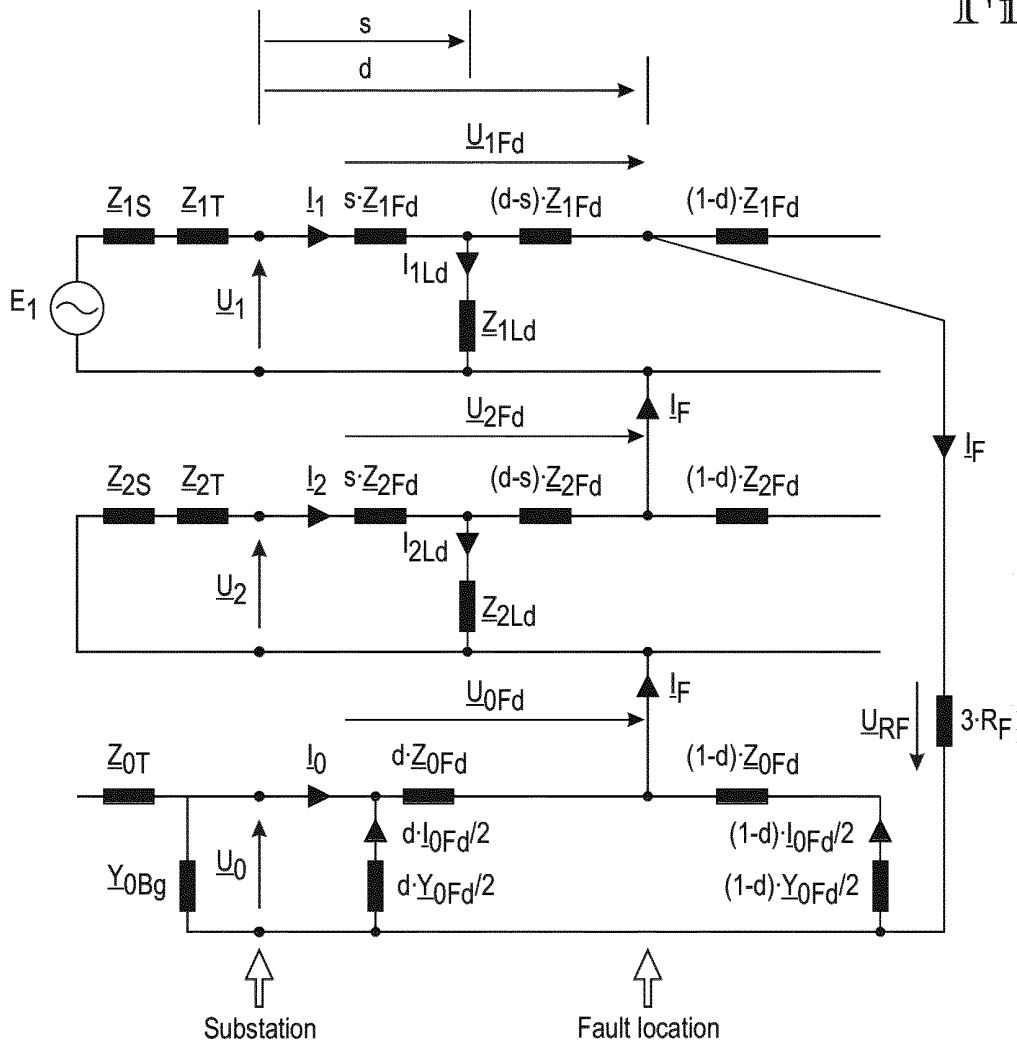 s
d
U1Fd
Z1S Z1T I1 s·Z1Fd (d-s)·Z1Fd (1-d)·Z1Fd
I1Ld
E1 U1 Z1Ld
U2Fd IF
IF
Z2S Z2T I2 s·Z2Fd (d-s)·Z2Fd (1-d)·Z2Fd
I2Ld
U2 Z2Ld
U0Fd IF
URF 3·RF
Z0T I0 d·Z0Fd (1-d)·Z0Fd
d·I0Fd/2 (1-d)·I0Fd/2
Y0Bg U0 d·Y0Fd/2 (1-d)·Y0Fd/2
Substation Fault location